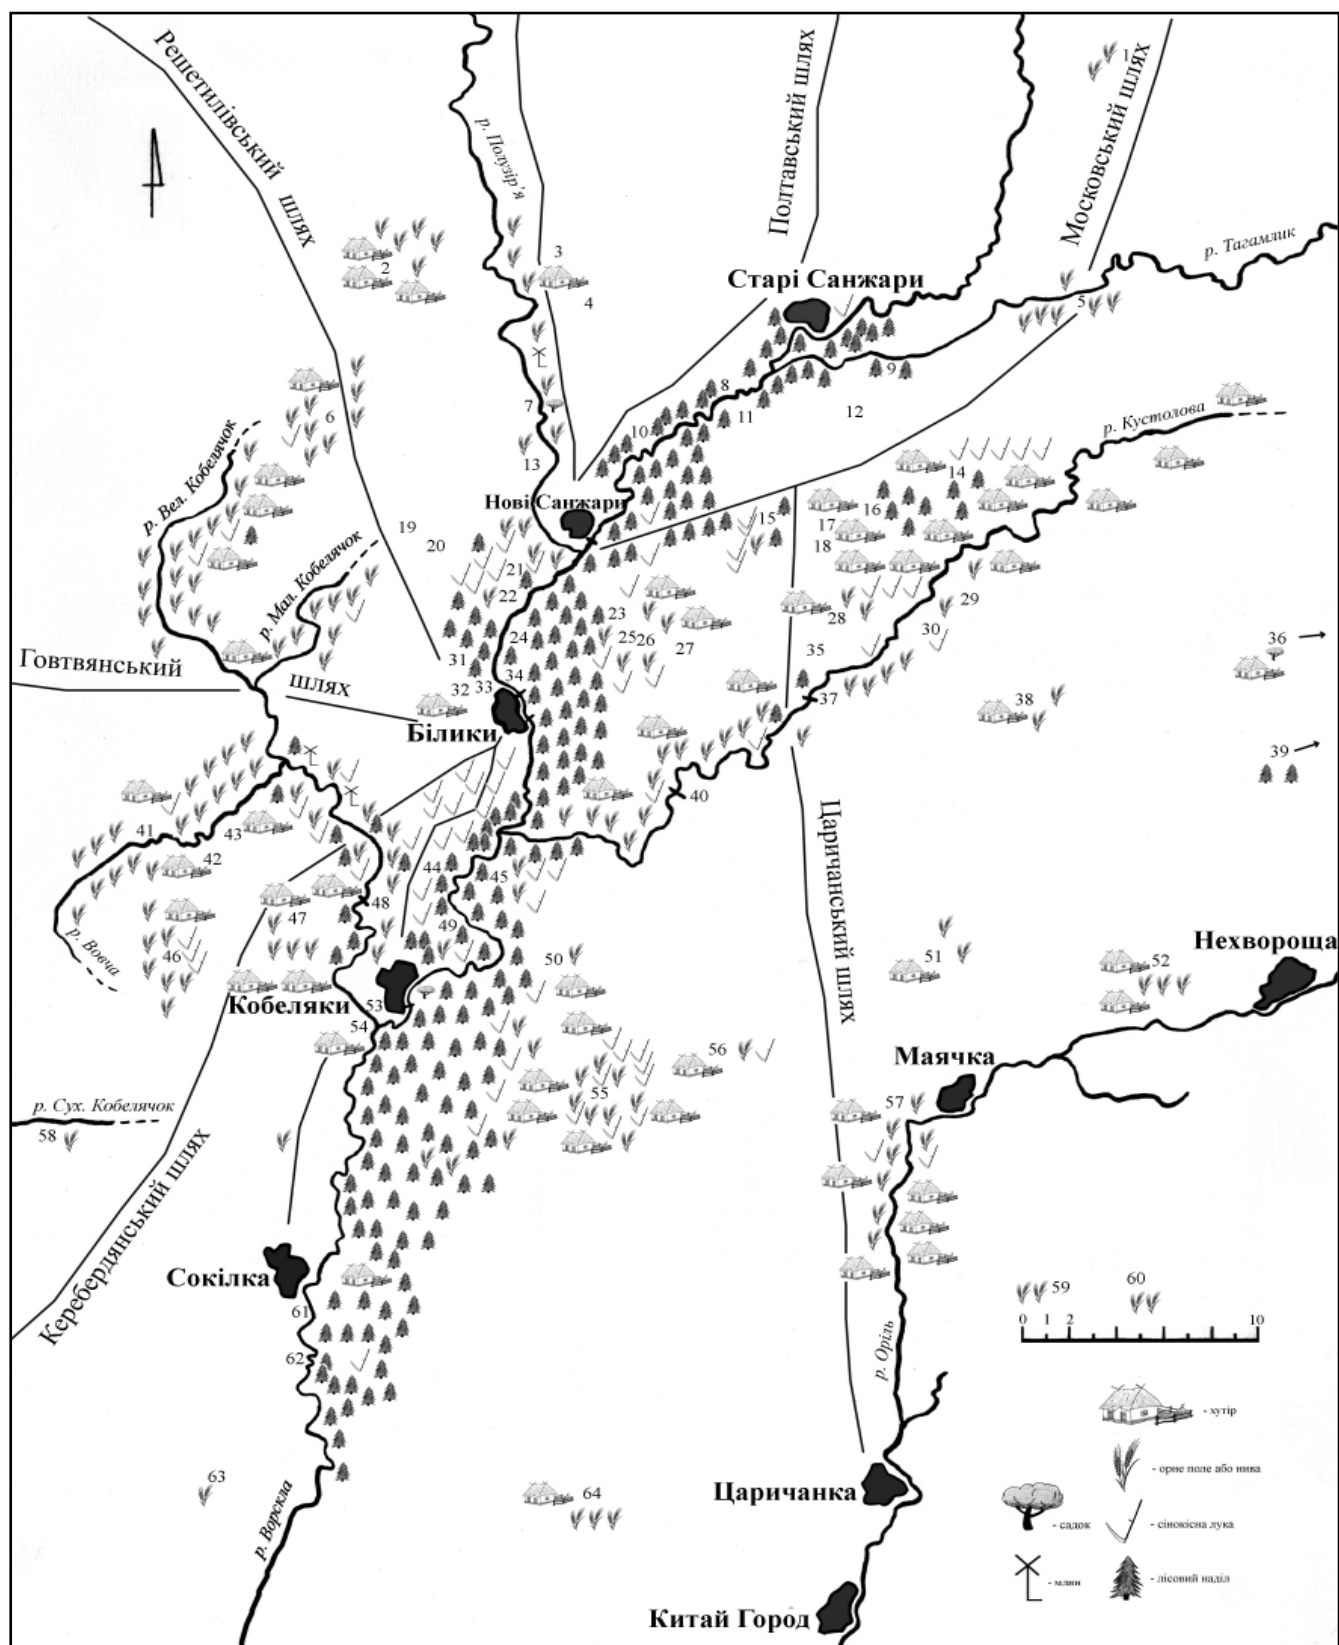 Решетилівський шлях
р. Полузір'я
Полтавський шлях
Московський шлях
1
р. Тагамлик
2
3
4
Старі Санжари
5
6
7
8
9
10
11
12
р. Кустолова
13
14
р. Вел. Кобелячок
Нові Санжари
15
16
17
18
19
20
р. Мал. Кобелячок
21
22
23
24
25
26
27
28
29
30
31
32
33
34
35
36
37
38
39
Говтвянський шлях
Білики
40
41
42
43
44
45
46
47
48
49
р. Вовча
Царичанський шлях
50
51
52
Нехвороща
Кобеляки
53
54
55
56
Маячка
57
р. Сух. Кобелячок
58
Керебердянський шлях
Сокілка
59
60
0 1 2 10
61
62
р. Оріль
63
64
р. Ворскла
Царичанка
Китай Город
- хутір
- орне поле або нива
- садок
- сінокісна лука
- млин
- лісовий наділ